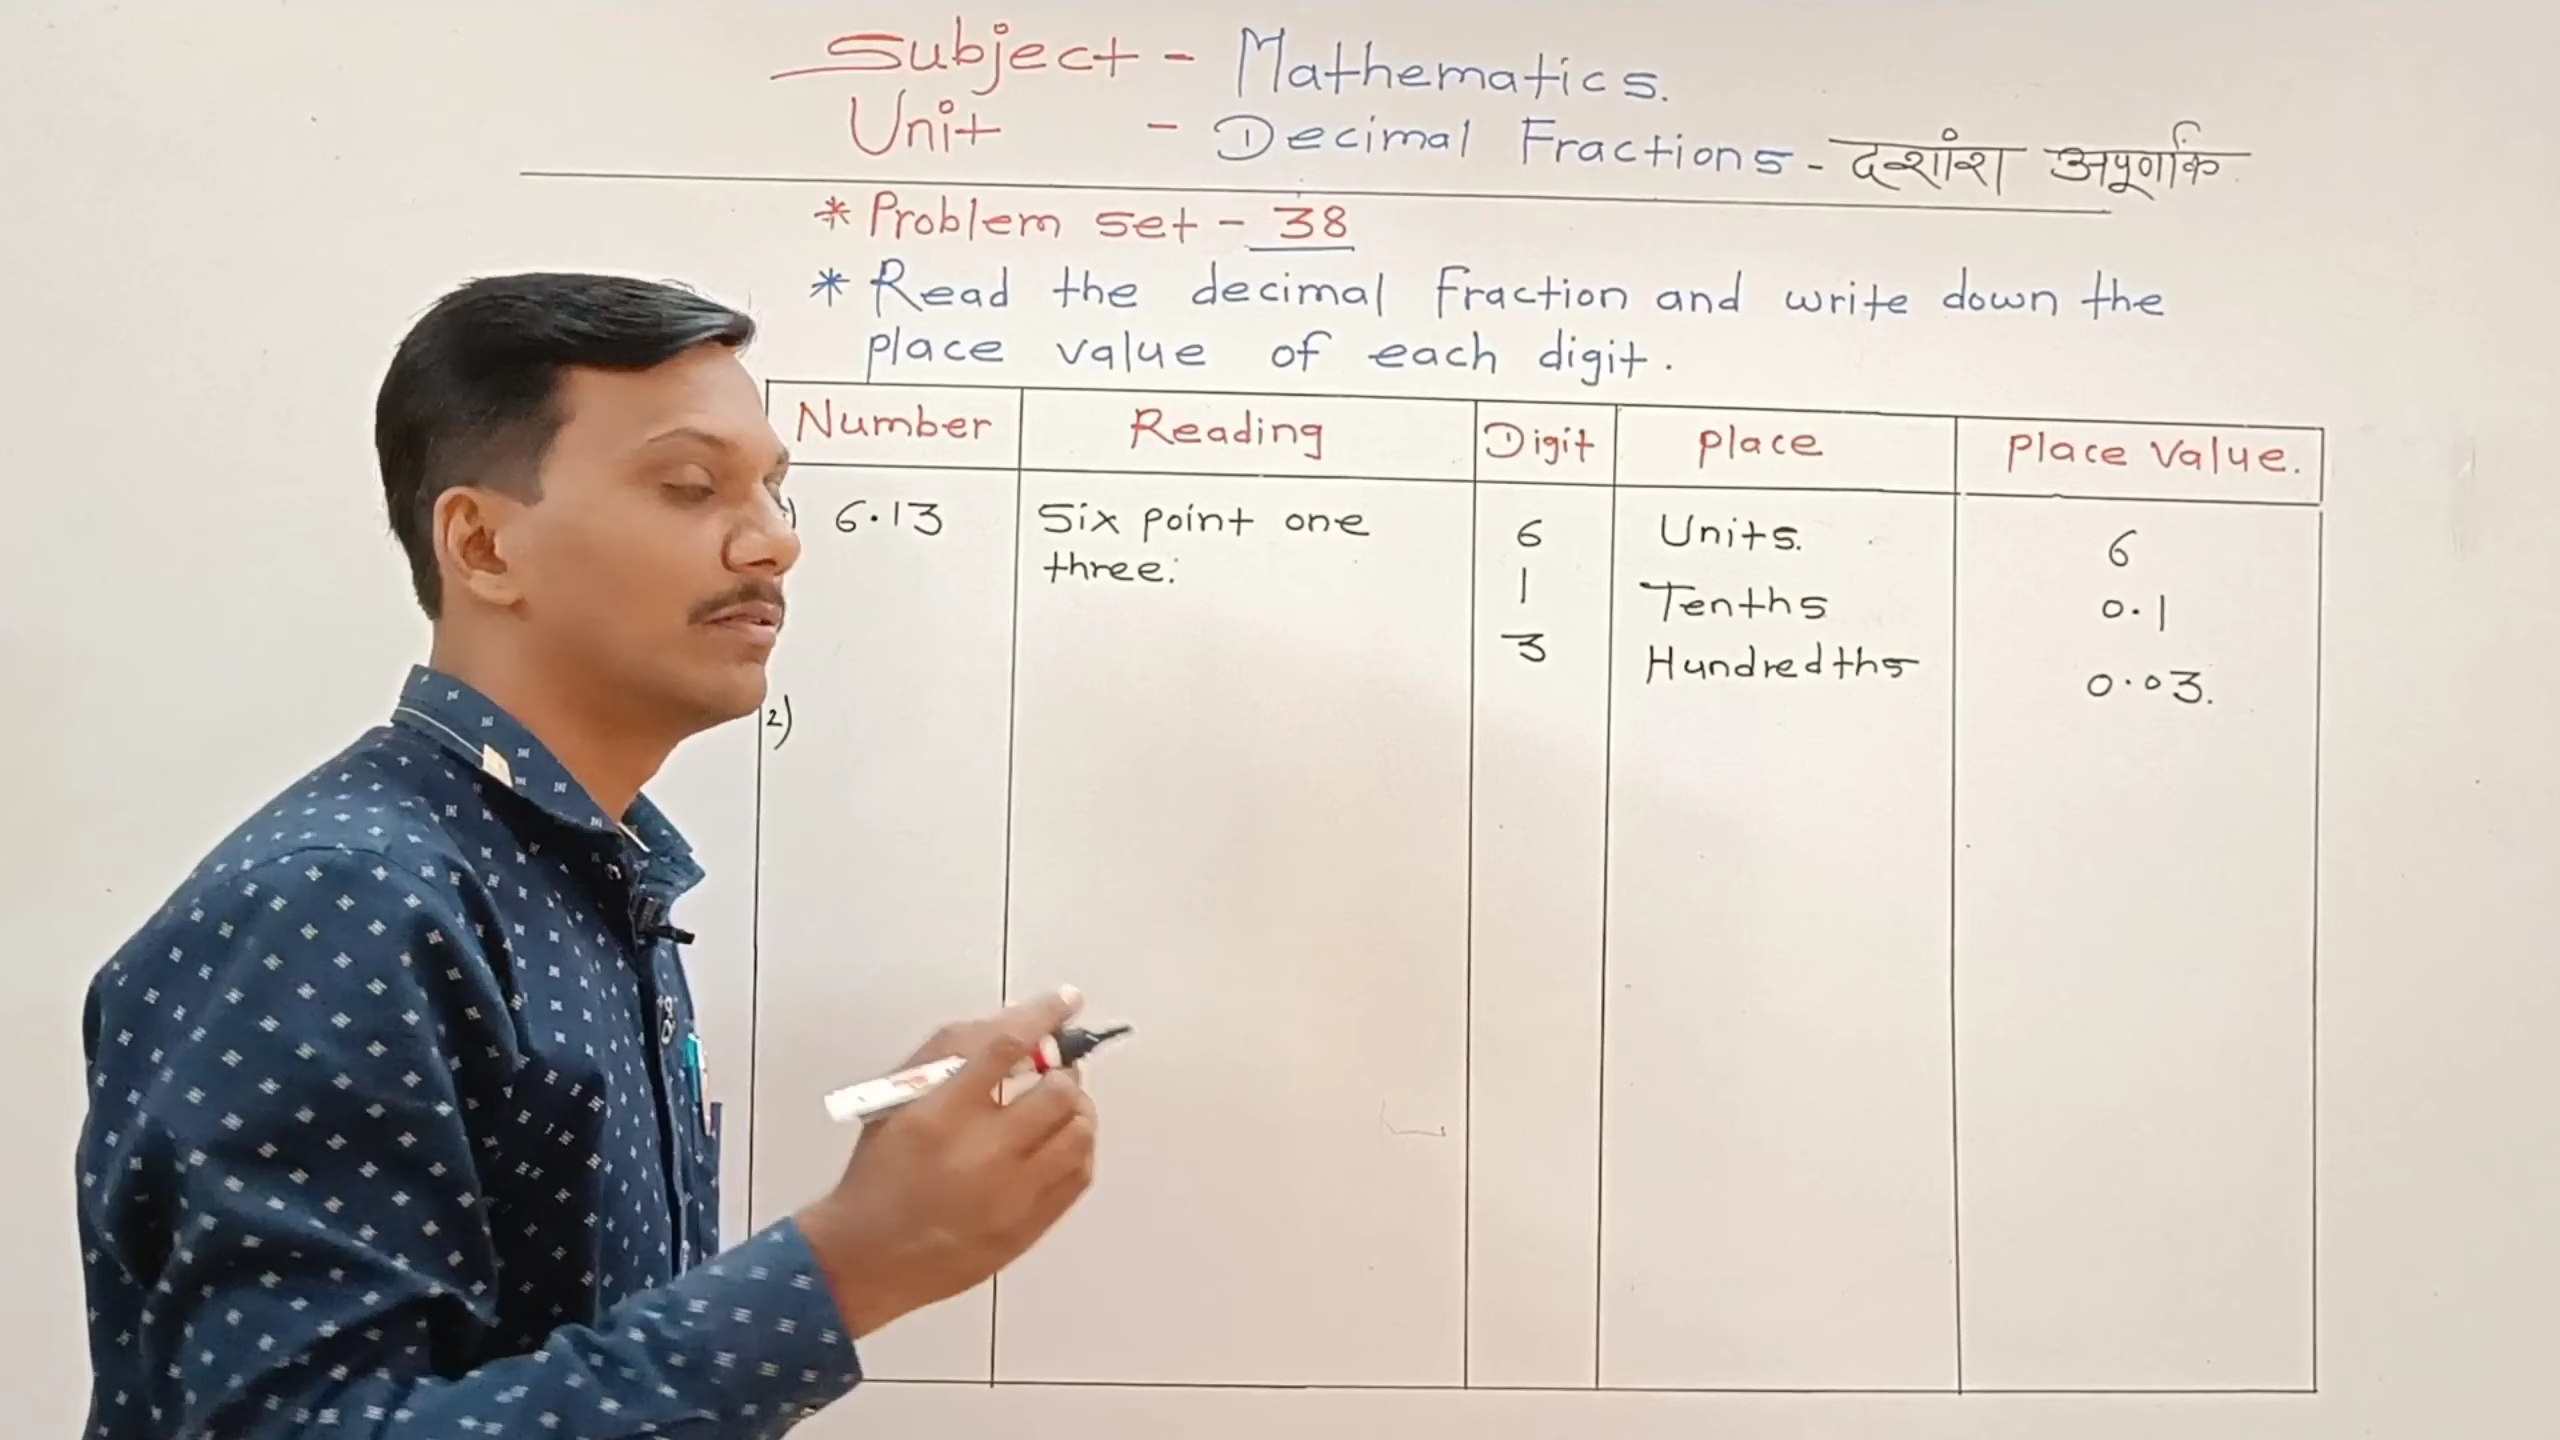 Subject - Mathematics.
Unit - Decimal Fractions - दशांश अपूर्णांक
* Problem set - 38
* Read the decimal fraction and write down the
place value of each digit.
Number Reading Digit place place value.
) 6.13 Six point one 6 Units. 6
three. 1 Tenths 0.1
3 Hundredths 0.03.
2)